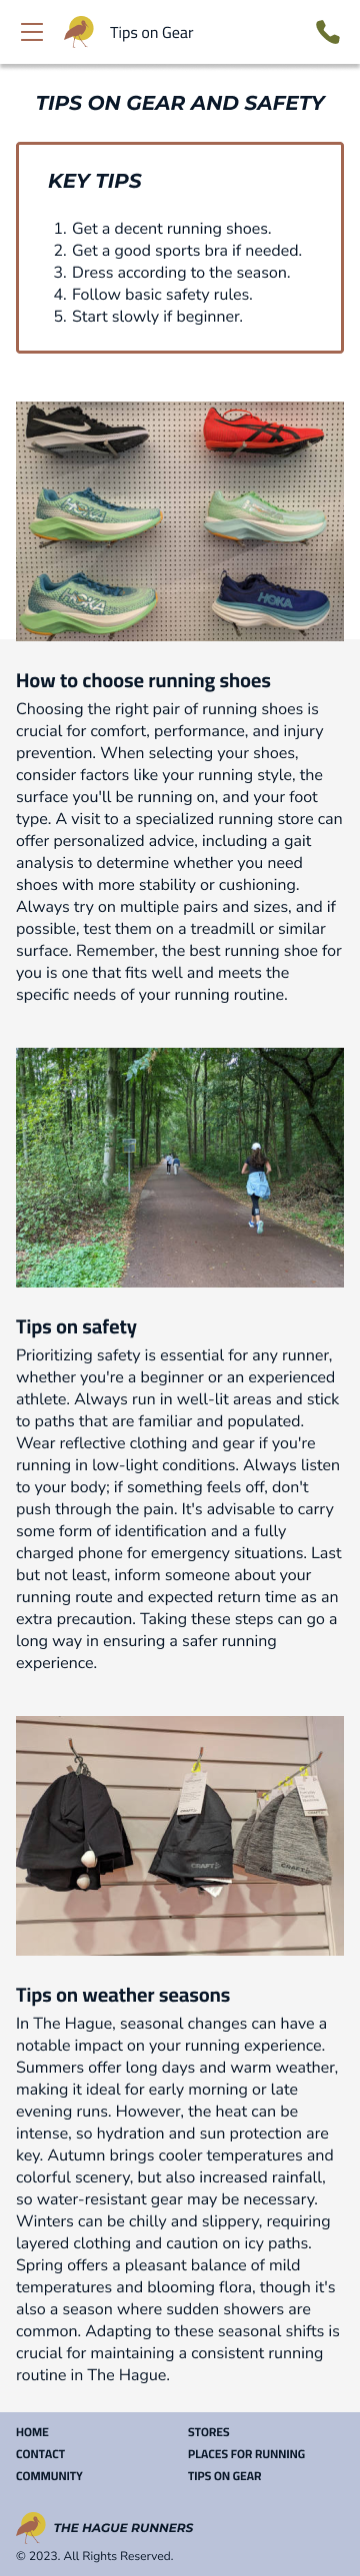 Tips on Gear
TIPS ON GEAR AND SAFETY
KEY TIPS
1. Get a decent running shoes.
2. Get a good sports bra if needed.
3. Dress according to the season.
4. Follow basic safety rules.
5. Start slowly if beginner.
HOKA
HOKA
HOKA
How to choose running shoes
Choosing the right pair of running shoes is
crucial for comfort, performance, and injury
prevention. When selecting your shoes,
consider factors like your running style, the
surface you'll be running on, and your foot
type. A visit to a specialized running store can
offer personalized advice, including a gait
analysis to determine whether you need
shoes with more stability or cushioning.
Always try on multiple pairs and sizes, and if
possible, test them on a treadmill or similar
surface. Remember, the best running shoe for
you is one that fits well and meets the
specific needs of your running routine.
Tips on safety
Prioritizing safety is essential for any runner,
whether you're a beginner or an experienced
athlete. Always run in well-lit areas and stick
to paths that are familiar and populated.
Wear reflective clothing and gear if you're
running in low-light conditions. Always listen
to your body; if something feels off, don't
push through the pain. It's advisable to carry
some form of identification and a fully
charged phone for emergency situations. Last
but not least, inform someone about your
running route and expected return time as an
extra precaution. Taking these steps can go a
long way in ensuring a safer running
experience.
CRAFT
CRAFT
Tips on weather seasons
In The Hague, seasonal changes can have a
notable impact on your running experience.
Summers offer long days and warm weather,
making it ideal for early morning or late
evening runs. However, the heat can be
intense, so hydration and sun protection are
key. Autumn brings cooler temperatures and
colorful scenery, but also increased rainfall,
so water-resistant gear may be necessary.
Winters can be chilly and slippery, requiring
layered clothing and caution on icy paths.
Spring offers a pleasant balance of mild
temperatures and blooming flora, though it's
also a season where sudden showers are
common. Adapting to these seasonal shifts is
crucial for maintaining a consistent running
routine in The Hague.
HOME
CONTACT
COMMUNITY
STORES
PLACES FOR RUNNING
TIPS ON GEAR
THE HAGUE RUNNERS
© 2023. All Rights Reserved.